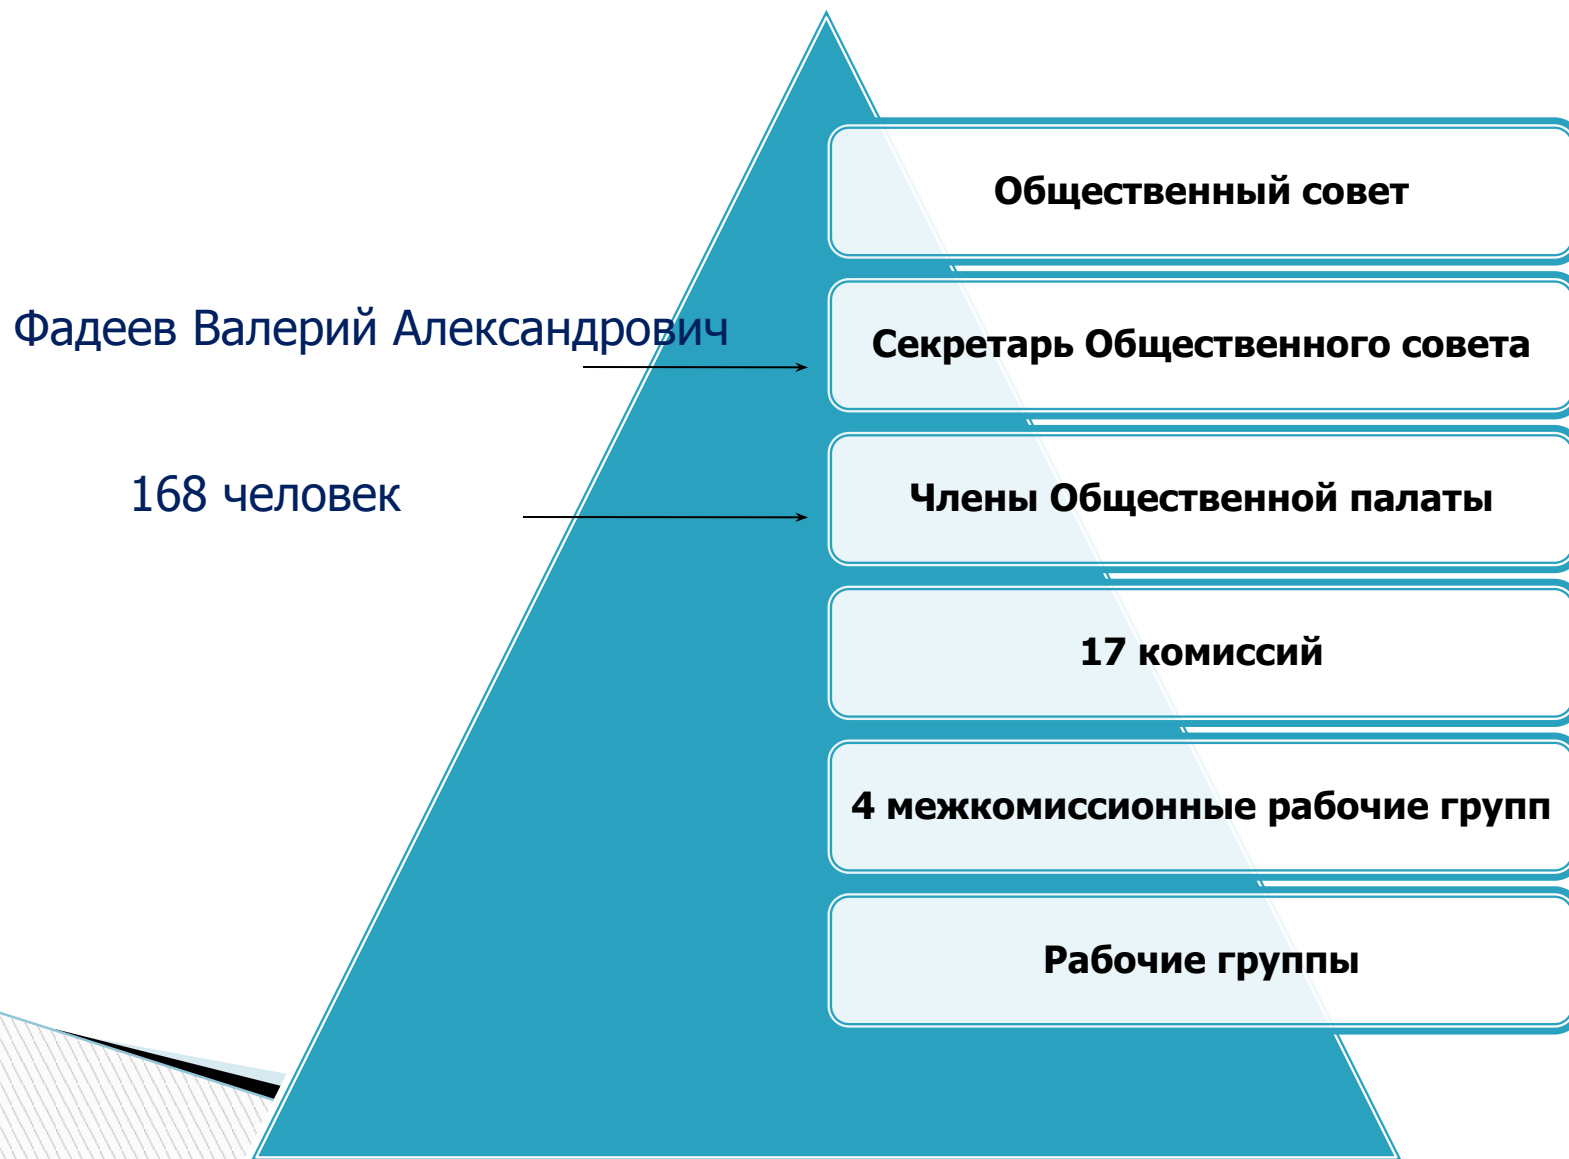 Общественный совет
Фадеев Валерий Александрович
Секретарь Общественного совета
168 человек
Члены Общественной палаты
17 комиссий
4 межкомиссионные рабочие групп
Рабочие группы